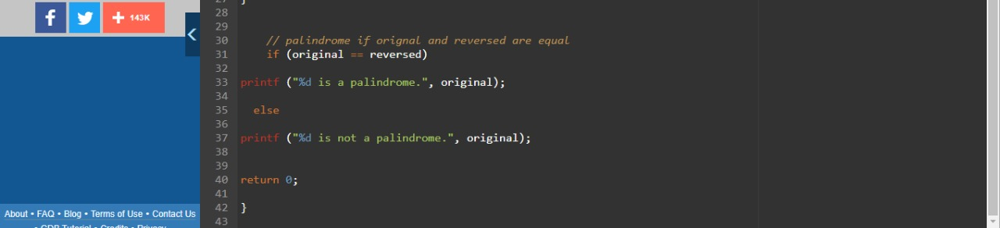 f
+ 143K
<
About • FAQ • Blog • Terms of Use • Contact Us
• GDB Tutorial • Credits • Privacy
27 }
28
29
30 // palindrome if orignal and reversed are equal
31 if (original == reversed)
32
33 printf ("%d is a palindrome.", original);
34
35 else
36
37 printf ("%d is not a palindrome.", original);
38
39
40 return 0;
41
42 }
43